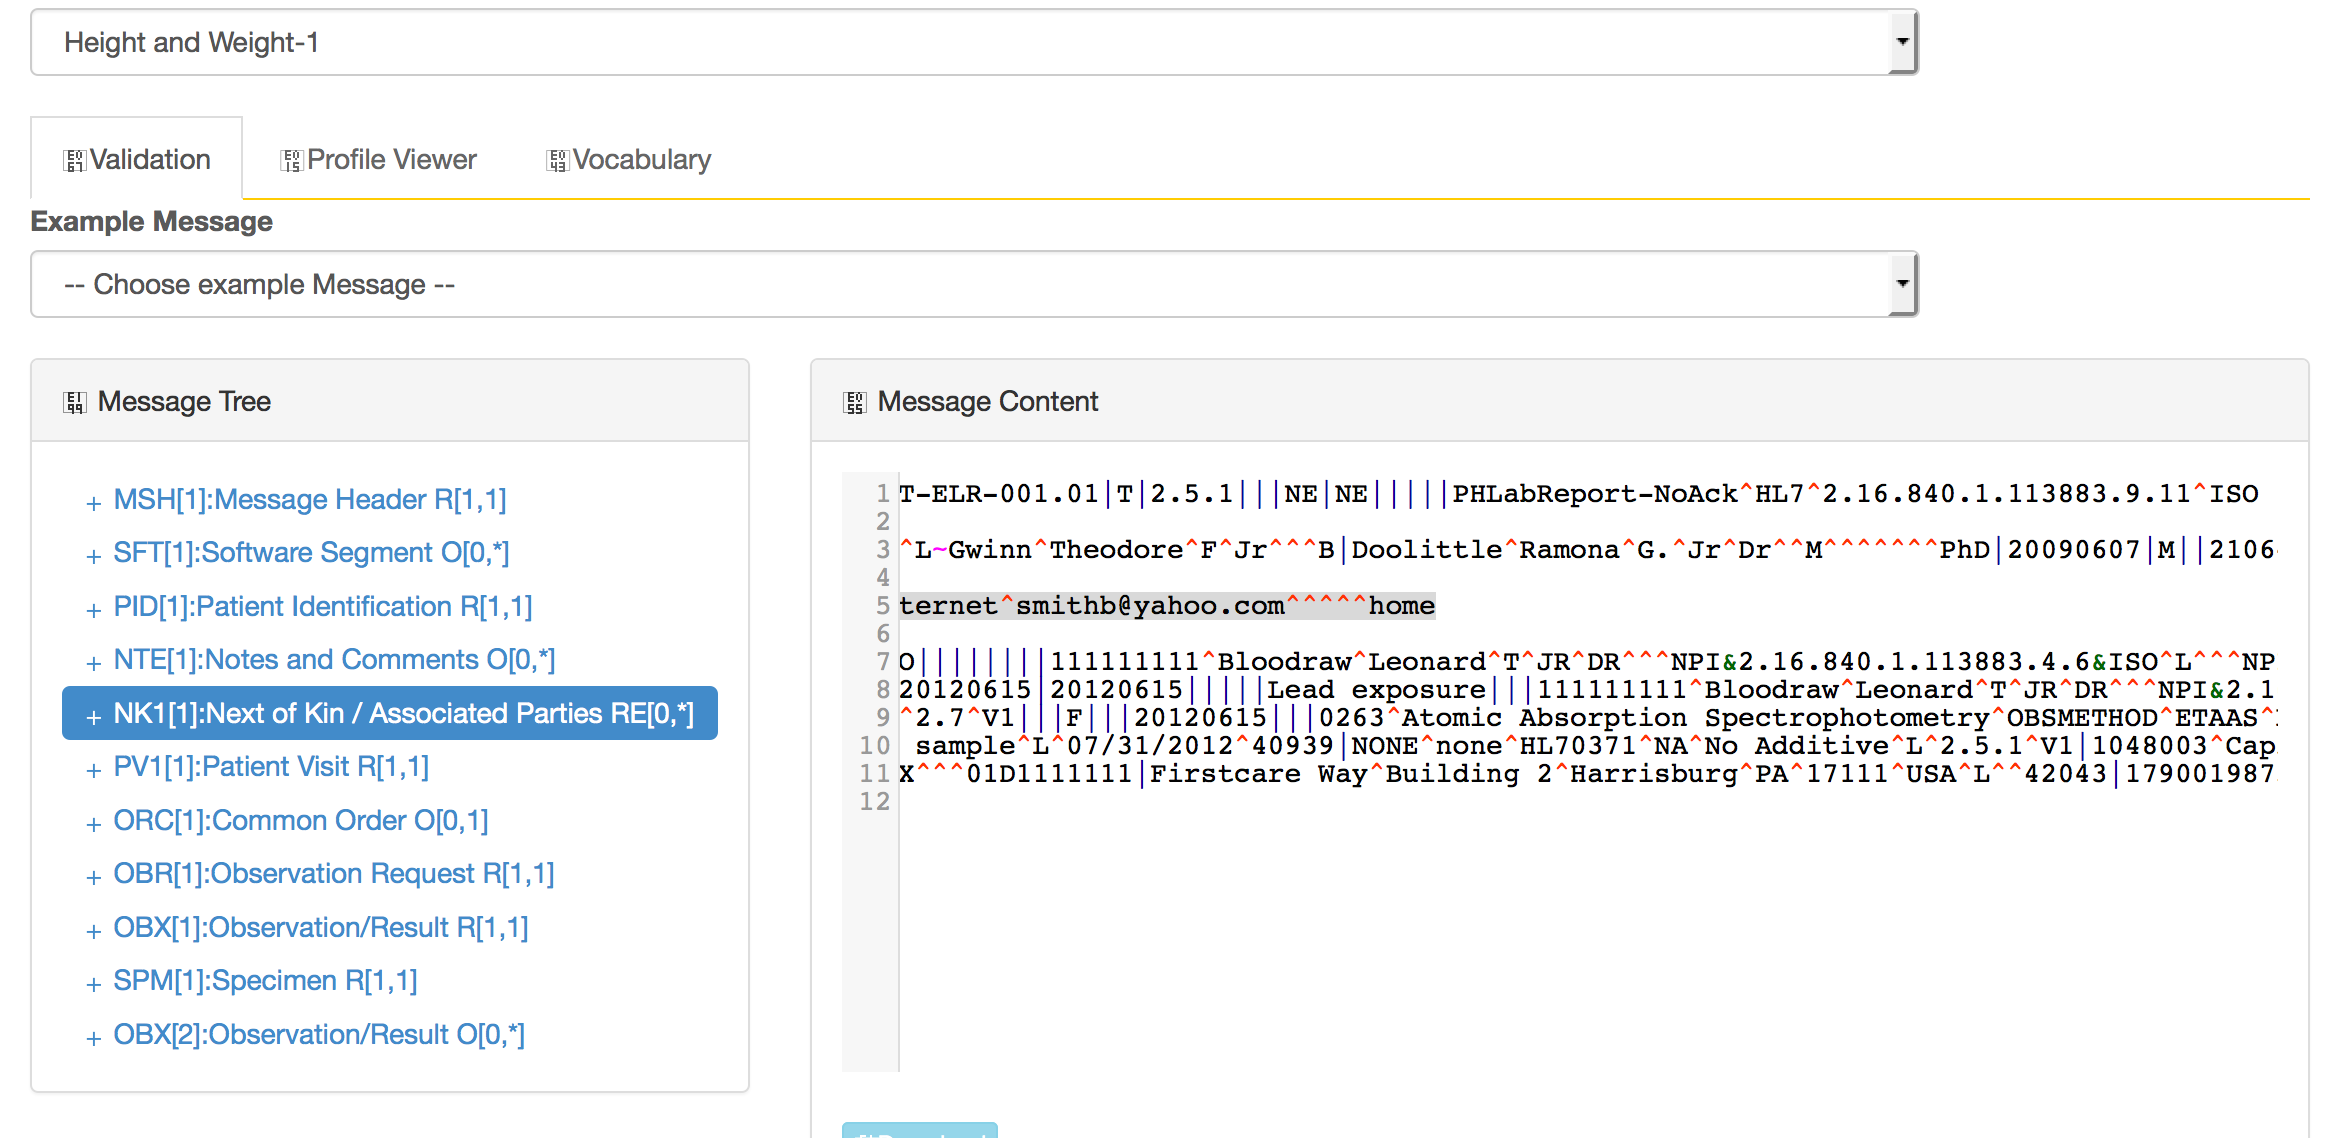 Height and Weight-1
Validation Profile Viewer Vocabulary
Example Message
-- Choose example Message --
Message Tree
+ MSH[1]:Message Header R[1,1]
+ SFT[1]:Software Segment O[0,*]
+ PID[1]:Patient Identification R[1,1]
+ NTE[1]:Notes and Comments O[0,*]
+ NK1[1]:Next of Kin / Associated Parties RE[0,*]
+ PV1[1]:Patient Visit R[1,1]
+ ORC[1]:Common Order O[0,1]
+ OBR[1]:Observation Request R[1,1]
+ OBX[1]:Observation/Result R[1,1]
+ SPM[1]:Specimen R[1,1]
+ OBX[2]:Observation/Result O[0,*]
Message Content
1 T-ELR-001.01|T|2.5.1|||NE|NE|||||PHLabReport-NoAck^HL7^2.16.840.1.113883.9.11^ISO
2
3 ^L~Gwinn^Theodore^F^Jr^^^B|Doolittle^Ramona^G.^Jr^Dr^^M^^^^^^^PhD|20090607|M||2106
4
5 ternet^smithb@yahoo.com^^^^^home
6
7 O||||||||111111111^Bloodraw^Leonard^T^JR^DR^^^NPI&2.16.840.1.113883.4.6&ISO^L^^^NP
8 20120615|20120615|||||Lead exposure|||111111111^Bloodraw^Leonard^T^JR^DR^^^NPI&2.1
9 ^2.7^V1|||F|||20120615|||0263^Atomic Absorption Spectrophotometry^OBSMETHOD^ETAAS^
10 sample^L^07/31/2012^40939|NONE^none^HL70371^NA^No Additive^L^2.5.1^V1|1048003^Cap
11 X^^^01D1111111|Firstcare Way^Building 2^Harrisburg^PA^17111^USA^L^^42043|179001987
12